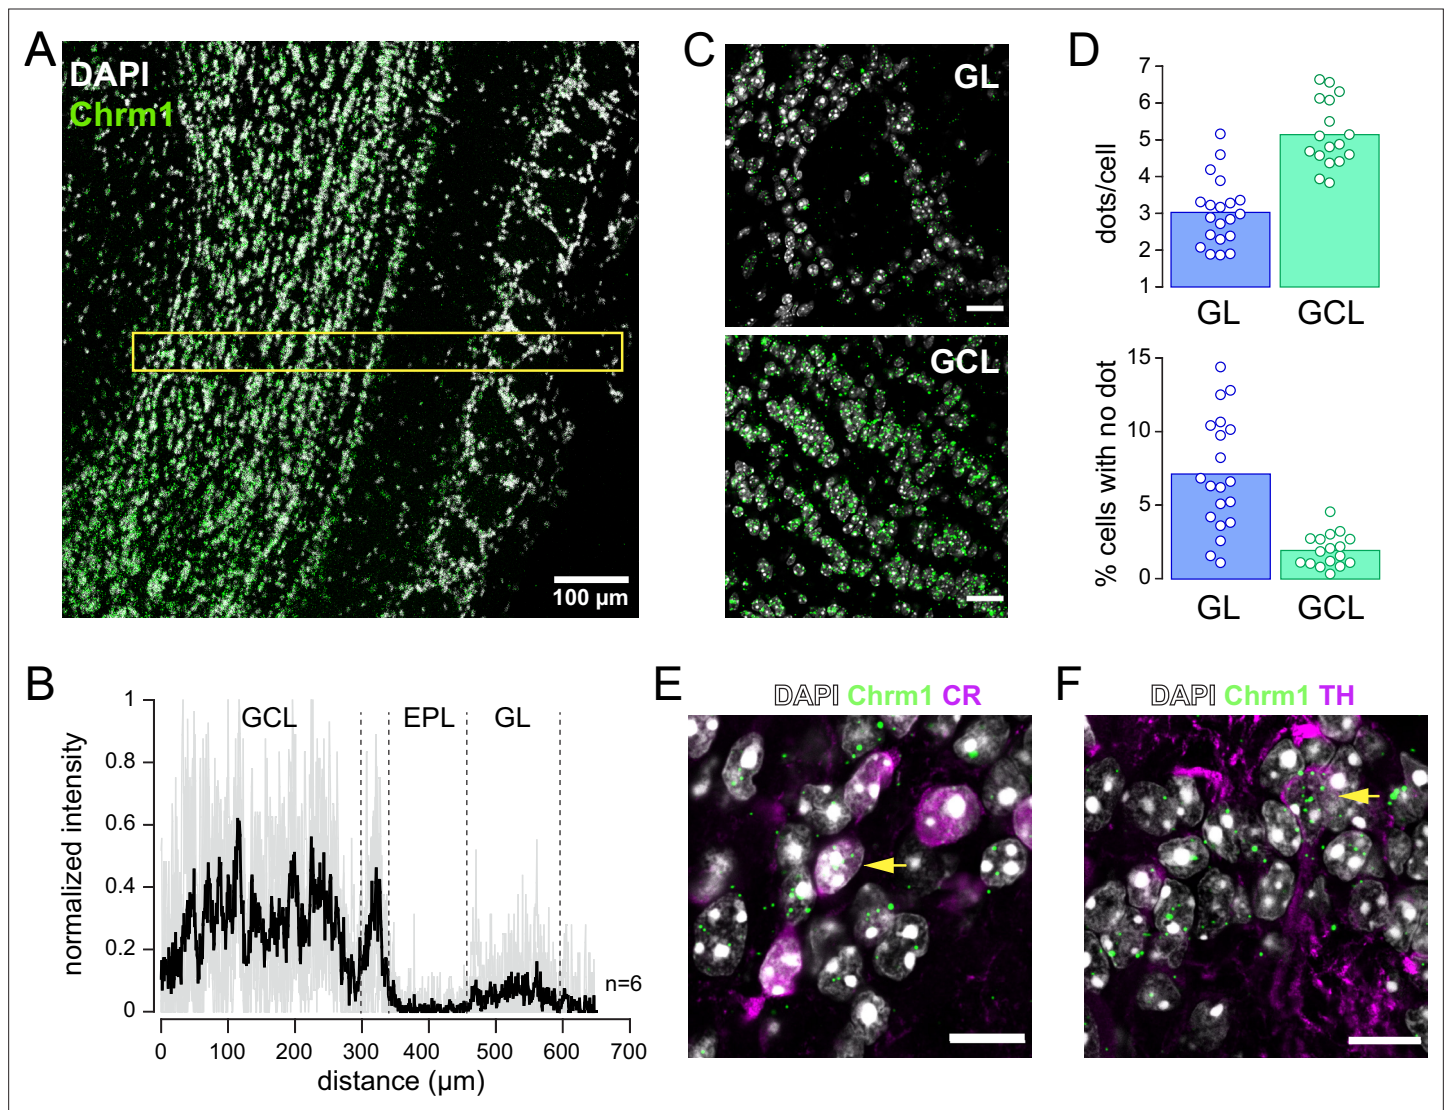 A
DAPI
Chrm1
100 µm
C
GL
GCL
D
7
6
5
4
3
2
1
dots/cell
GL
GCL
15
10
5
0
% cells with no dot
GL
GCL
B
1
0.8
0.6
0.4
0.2
0
normalized intensity
GCL
EPL
GL
n=6
0
100
200
300
400
500
600
700
distance (µm)
E
DAPI Chrm1 CR
F
DAPI Chrm1 TH